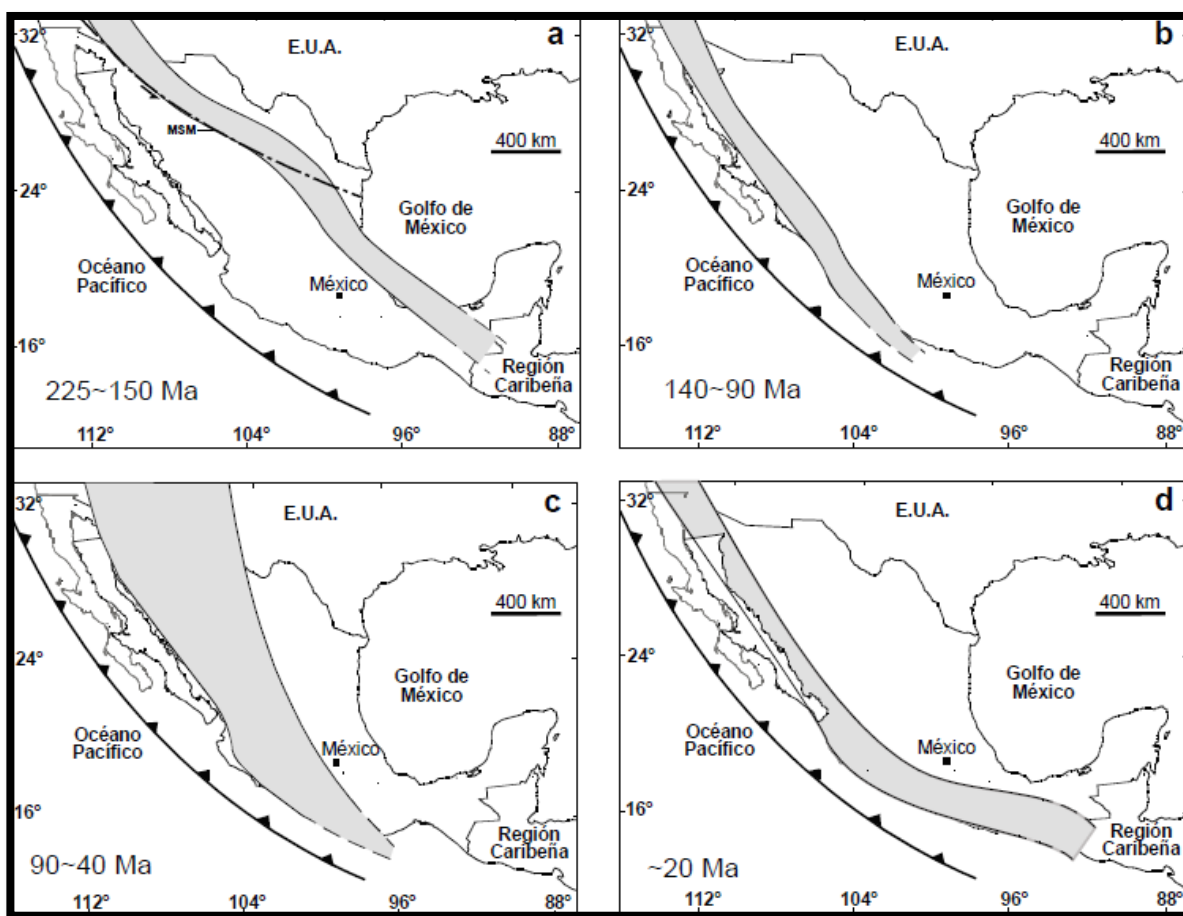 a
32°
E.U.A.
MSM
400 km
24°
Golfo de
México
Océano
Pacífico
México
16°
Región
Caribeña
225~150 Ma
112°
104°
96°
88°
b
32°
E.U.A.
400 km
24°
Golfo de
México
Océano
Pacífico
México
16°
Región
Caribeña
140~90 Ma
112°
104°
96°
88°
c
32°
E.U.A.
400 km
24°
Golfo de
México
Océano
Pacífico
México
16°
Región
Caribeña
90~40 Ma
112°
104°
96°
88°
d
32°
E.U.A.
400 km
24°
Golfo de
México
Océano
Pacífico
México
16°
Región
Caribeña
~20 Ma
112°
104°
96°
88°